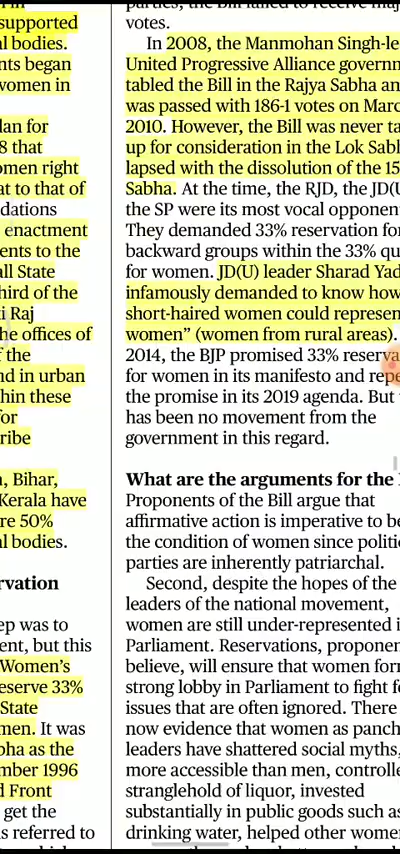 supported
al bodies.
nts began
women in
lan for
8 that
omen right
at to that of
dations
enactment
ents to the
all State
hird of the
i Raj
he offices of
f the
nd in urban
hin these
for
ribe
, Bihar,
Kerala have
re 50%
al bodies.
rvation
ep was to
ent, but this
Women's
eserve 33%
State
men. It was
bha as the
mber 1996
d Front
get the
s referred to
parties, the Bill failed to receive maj
votes.
In 2008, the Manmohan Singh-le
United Progressive Alliance governm
tabled the Bill in the Rajya Sabha an
was passed with 186-1 votes on Marc
2010. However, the Bill was never ta
up for consideration in the Lok Sabh
lapsed with the dissolution of the 15
Sabha. At the time, the RJD, the JD(U
the SP were its most vocal opponent
They demanded 33% reservation for
backward groups within the 33% qu
for women. JD(U) leader Sharad Yad
infamously demanded to know how
short-haired women could represen
women” (women from rural areas).
2014, the BJP promised 33% reserva
for women in its manifesto and repe
the promise in its 2019 agenda. But
has been no movement from the
government in this regard.
What are the arguments for the
Proponents of the Bill argue that
affirmative action is imperative to be
the condition of women since politic
parties are inherently patriarchal.
Second, despite the hopes of the
leaders of the national movement,
women are still under-represented i
Parliament. Reservations, proponen
believe, will ensure that women form
strong lobby in Parliament to fight f
issues that are often ignored. There
now evidence that women as panch
leaders have shattered social myths,
more accessible than men, controlle
stranglehold of liquor, invested
substantially in public goods such as
drinking water, helped other women